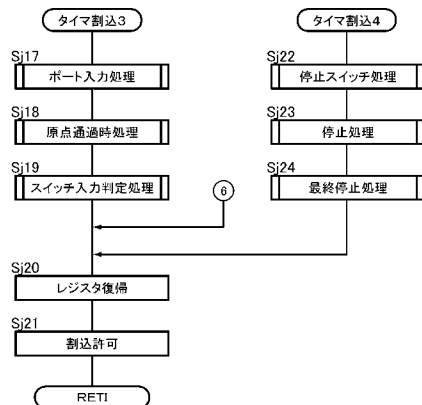 タイマ割込3
Sj17
ポート入力処理
Sj18
原点通過時処理
Sj19
スイッチ入力判定処理
6
Sj20
レジスタ復帰
Sj21
割込許可
RETI
タイマ割込4
Sj22
停止スイッチ処理
Sj23
停止処理
Sj24
最終停止処理